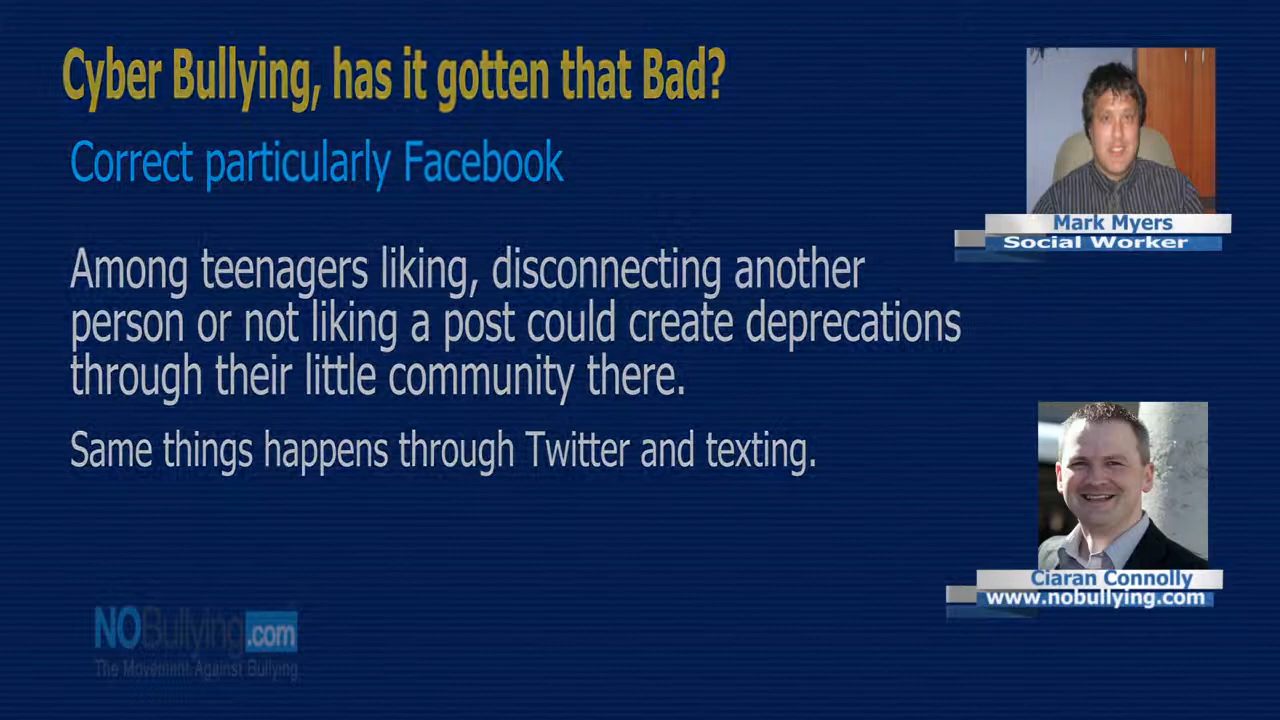 Cyber Bullying, has it gotten that Bad?
Correct particularly Facebook
Among teenagers liking, disconnecting another
person or not liking a post could create deprecations
through their little community there.
Same things happens through Twitter and texting.
Mark Myers
Social Worker
Ciaran Connolly
www.nobullying.com
NOBullying.com
The Movement Against Bullying